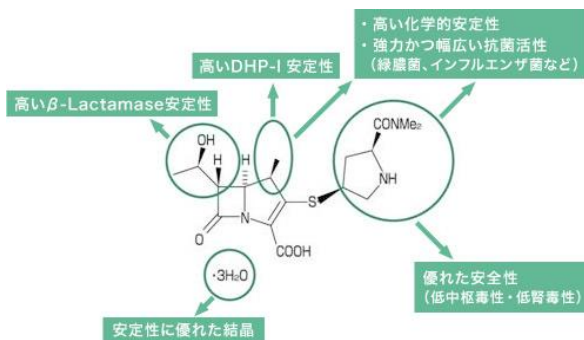 ・高い化学的安定性
・強力かつ幅広い抗菌活性
（緑膿菌、インフルエンザ菌など）
高いDHP-I 安定性
高いβ-Lactamase安定性
OH
H
H
CONMe₂
NH
S
N
O
COOH
・3H₂O
優れた安全性
（低中枢毒性・低腎毒性）
安定性に優れた結晶